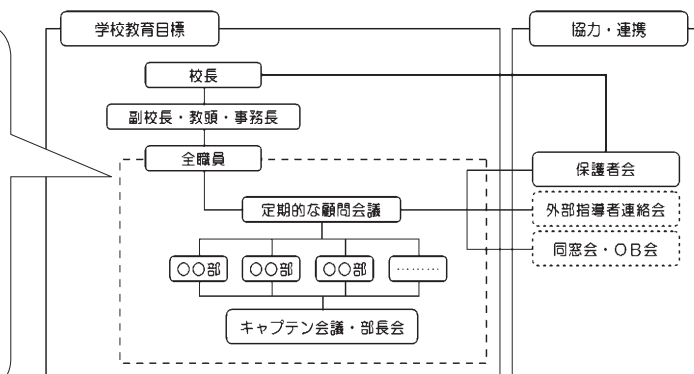 学校教育目標
協力・連携
校長
副校長・教頭・事務長
全職員
保護者会
定期的な顧問会議
外部指導者連絡会
同窓会・OB会
○○部
○○部
○○部
………
キャプテン会議・部長会